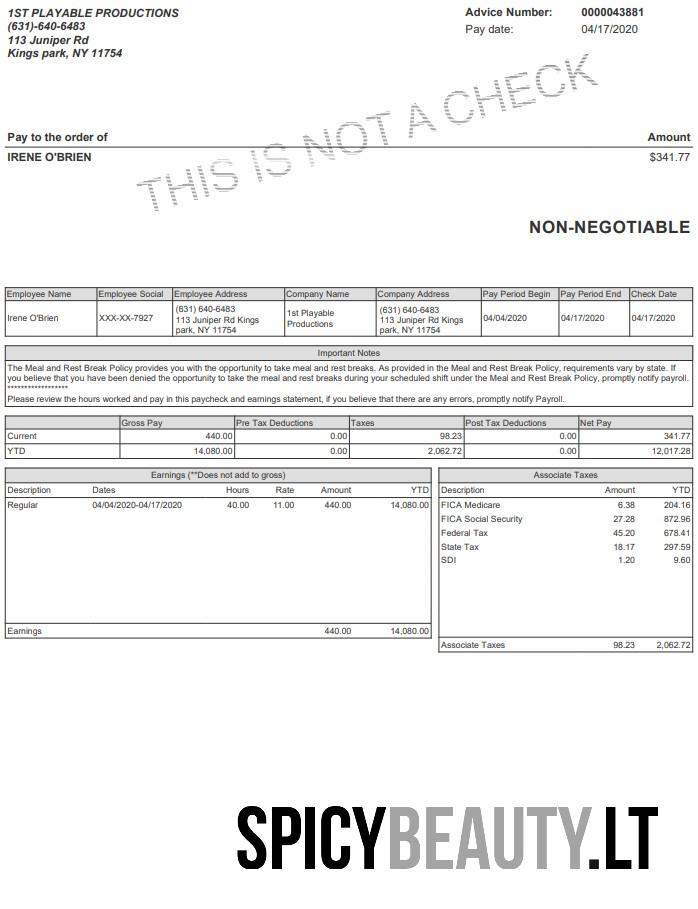 1ST PLAYABLE PRODUCTIONS
(631)-640-6483
113 Juniper Rd
Kings park, NY 11754
Advice Number: 0000043881
Pay date: 04/17/2020
THIS IS NOT A CHECK
Pay to the order of Amount
IRENE O'BRIEN $341.77
NON-NEGOTIABLE
Employee Name Employee Social Employee Address Company Name Company Address Pay Period Begin Pay Period End Check Date
Irene O'Brien XXX-XX-7927 (631) 640-6483
113 Juniper Rd Kings
park, NY 11754
1st Playable
Productions
(631) 640-6483
113 Juniper Rd Kings
park, NY 11754
04/04/2020 04/17/2020 04/17/2020
Important Notes
The Meal and Rest Break Policy provides you with the opportunity to take meal and rest breaks. As provided in the Meal and Rest Break Policy, requirements vary by state. If
you believe that you have been denied the opportunity to take the meal and rest breaks during your scheduled shift under the Meal and Rest Break Policy, promptly notify payroll.
*****************
Please review the hours worked and pay in this paycheck and earnings statement, if you believe that there are any errors, promptly notify Payroll.
Gross Pay Pre Tax Deductions Taxes Post Tax Deductions Net Pay
Current 440.00 0.00 98.23 0.00 341.77
YTD 14,080.00 0.00 2,062.72 0.00 12,017.28
Earnings (**Does not add to gross)
Description Dates Hours Rate Amount YTD
Regular 04/04/2020-04/17/2020 40.00 11.00 440.00 14,080.00
Earnings 440.00 14,080.00
Associate Taxes
Description Amount YTD
FICA Medicare 6.38 204.16
FICA Social Security 27.28 872.96
Federal Tax 45.20 678.41
State Tax 18.17 297.59
SDI 1.20 9.60
Associate Taxes 98.23 2,062.72
SPICYBEAUTY.LT